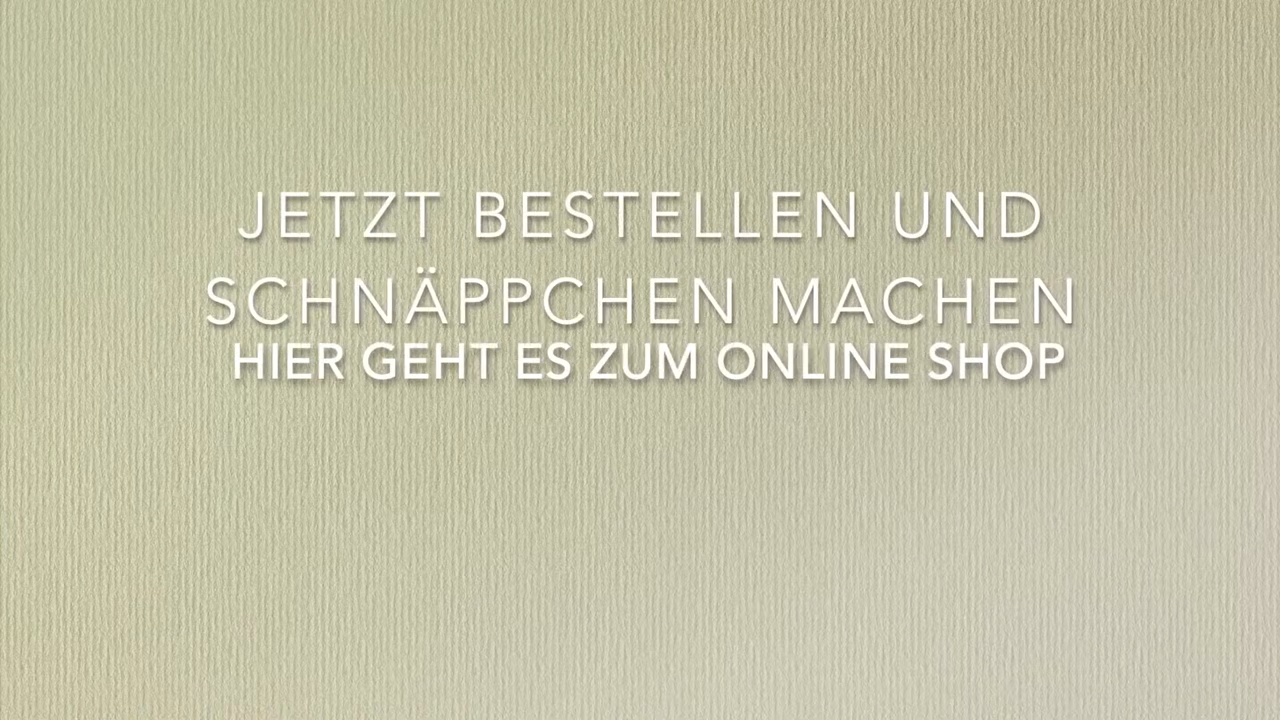 JETZT BESTELLEN UND
SCHNÄPPCHEN MACHEN
HIER GEHT ES ZUM ONLINE SHOP